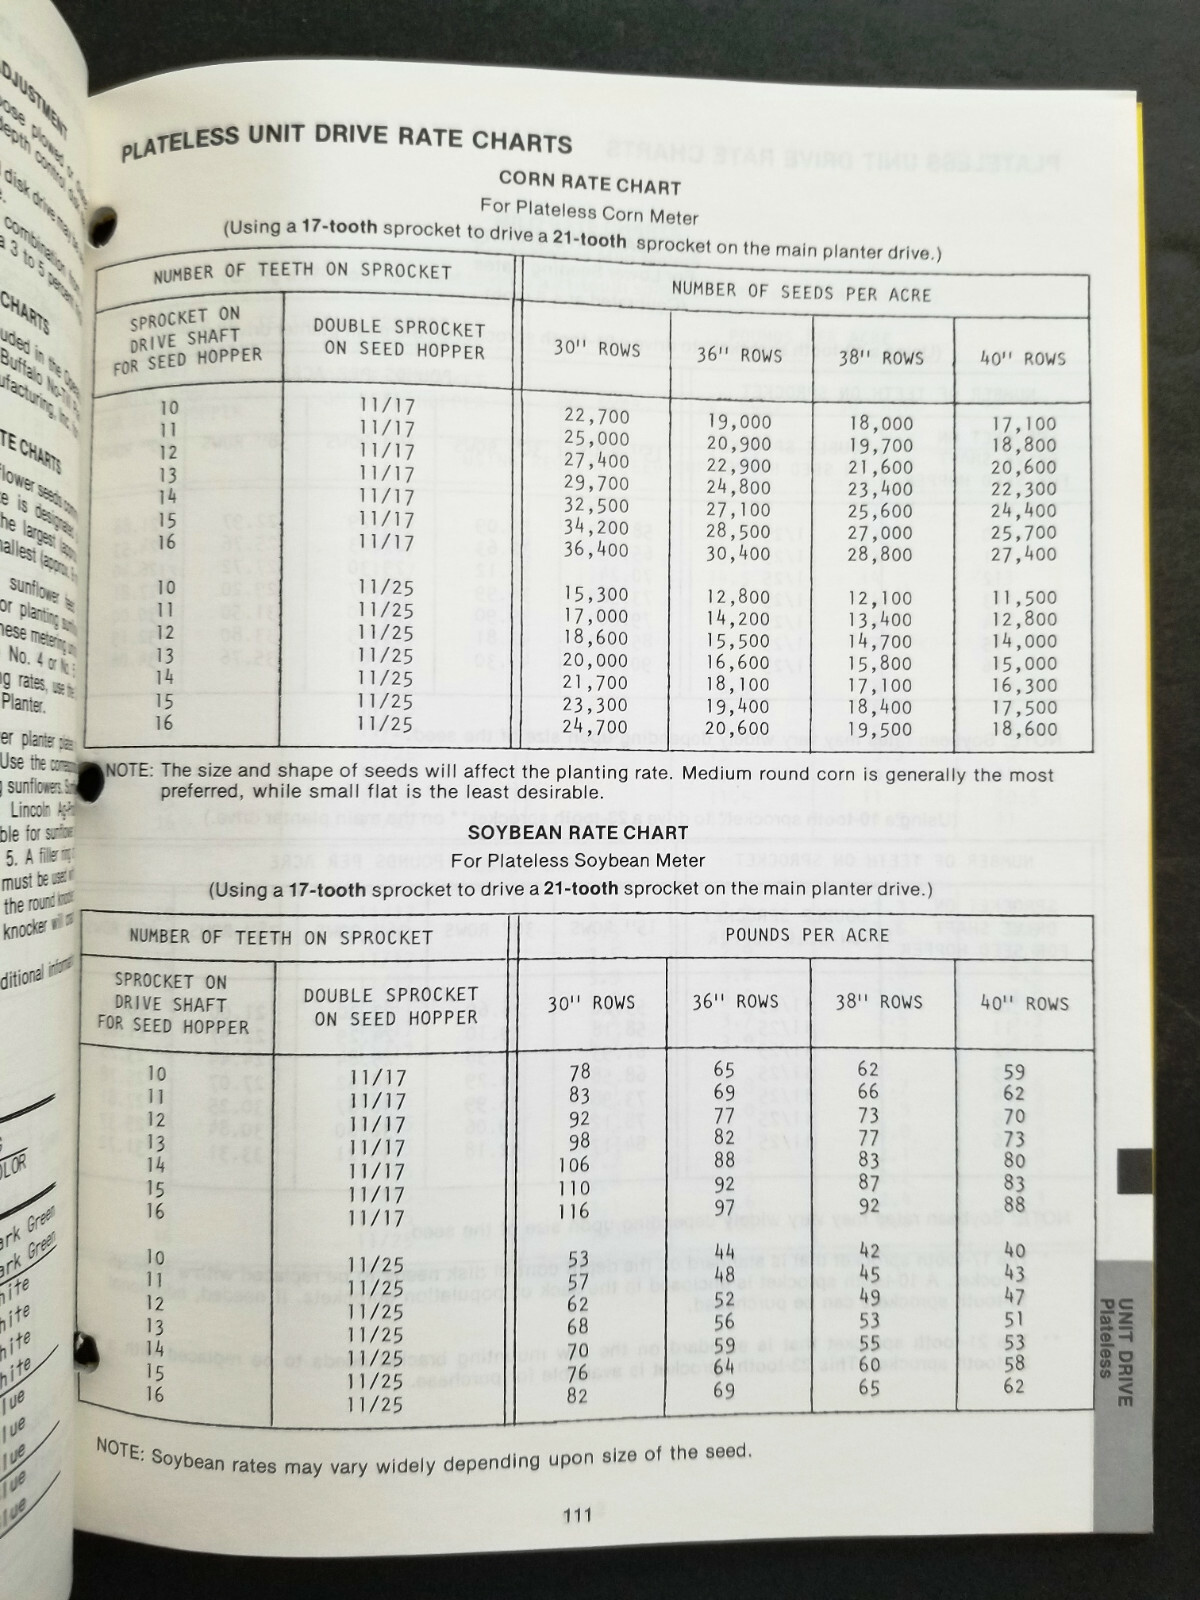 DJUSTMENT
CHARTS
TE CHARTS
Planter.
PLATELESS UNIT DRIVE RATE CHARTS
CORN RATE CHART
For Plateless Corn Meter
(Using a 17-tooth sprocket to drive a 21-tooth sprocket on the main planter drive.)
NUMBER OF TEETH ON SPROCKET NUMBER OF SEEDS PER ACRE
SPROCKET ON DRIVE SHAFT FOR SEED HOPPER DOUBLE SPROCKET ON SEED HOPPER 30" ROWS 36" ROWS 38" ROWS 40" ROWS
10 11/17 22,700 19,000 18,000 17,100
11 11/17 25,000 20,900 19,700 18,800
12 11/17 27,400 22,900 21,600 20,600
13 11/17 29,700 24,800 23,400 22,300
14 11/17 32,500 27,100 25,600 24,400
15 11/17 34,200 28,500 27,000 25,700
16 11/17 36,400 30,400 28,800 27,400
10 11/25 15,300 12,800 12,100 11,500
11 11/25 17,000 14,200 13,400 12,800
12 11/25 18,600 15,500 14,700 14,000
13 11/25 20,000 16,600 15,800 15,000
14 11/25 21,700 18,100 17,100 16,300
15 11/25 23,300 19,400 18,400 17,500
16 11/25 24,700 20,600 19,500 18,600
NOTE: The size and shape of seeds will affect the planting rate. Medium round corn is generally the most
preferred, while small flat is the least desirable.
SOYBEAN RATE CHART
For Plateless Soybean Meter
(Using a 17-tooth sprocket to drive a 21-tooth sprocket on the main planter drive.)
NUMBER OF TEETH ON SPROCKET POUNDS PER ACRE
SPROCKET ON DRIVE SHAFT FOR SEED HOPPER DOUBLE SPROCKET ON SEED HOPPER 30" ROWS 36" ROWS 38" ROWS 40" ROWS
10 11/17 78 65 62 59
11 11/17 83 69 66 62
12 11/17 92 77 73 70
13 11/17 98 82 77 73
14 11/17 106 88 83 80
15 11/17 110 92 87 83
16 11/17 116 97 92 88
10 11/25 53 44 42 40
11 11/25 57 48 45 43
12 11/25 62 52 49 47
13 11/25 68 56 53 51
14 11/25 70 59 55 53
15 11/25 76 64 60 58
16 11/25 82 69 65 62
NOTE: Soybean rates may vary widely depending upon size of the seed.
111
UNIT DRIVE
Plateless